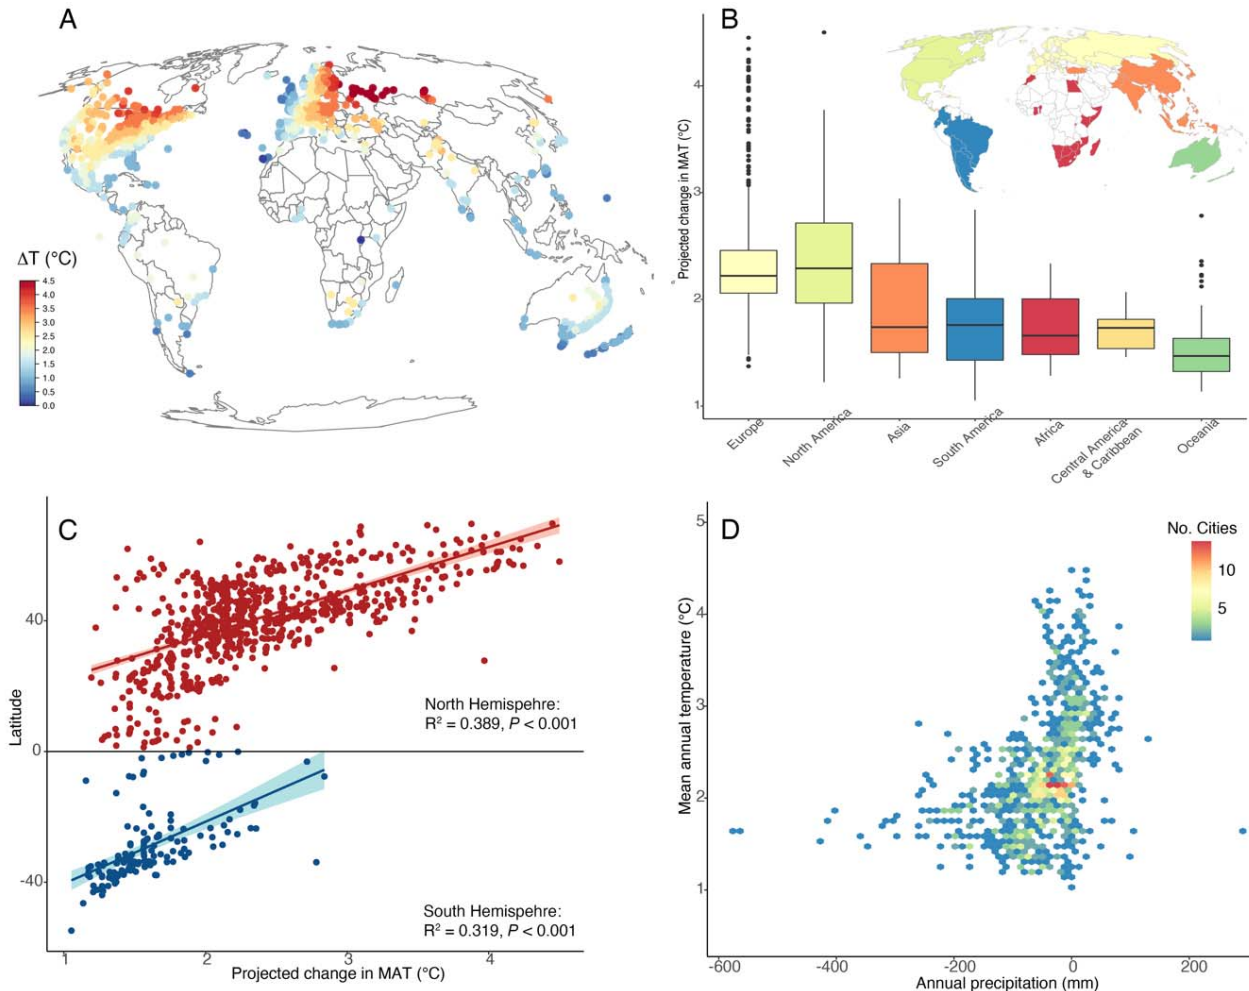 A
ΔT (°C)
4.5
4.0
3.5
3.0
2.5
2.0
1.5
1.0
0.5
0.0
B
Projected change in MAT (°C)
4
3
2
1
Europe
North America
Asia
South America
Africa
Central America
& Caribbean
Oceania
C
Latitude
40
0
-40
North Hemispehre:
R² = 0.389, P < 0.001
South Hemispehre:
R² = 0.319, P < 0.001
1
2
3
4
Projected change in MAT (°C)
D
No. Cities
10
5
Mean annual temperature (°C)
5
4
3
2
1
-600
-400
-200
0
200
Annual precipitation (mm)